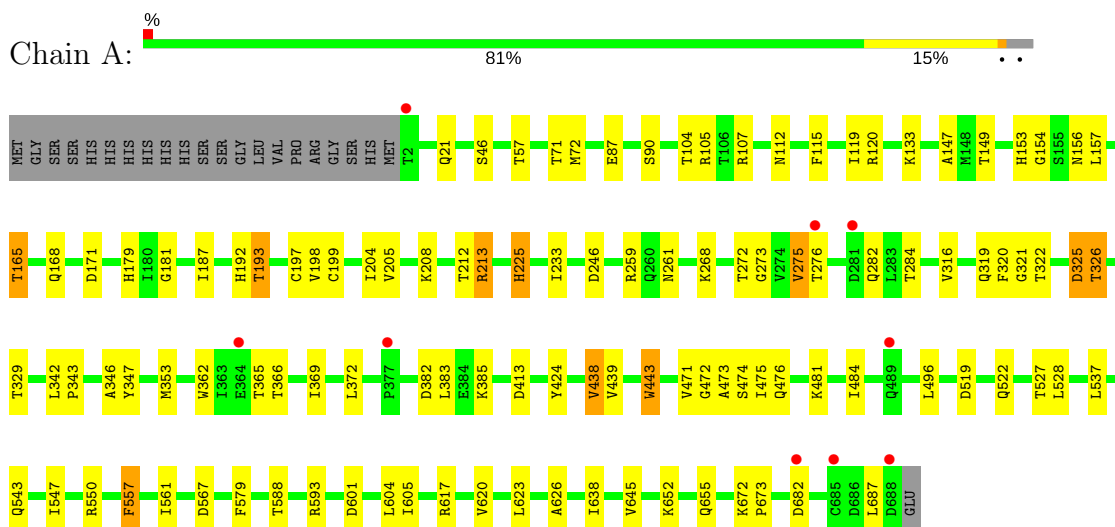 %
Chain A:
81% 15% • •
MET GLY SER SER HIS HIS HIS HIS HIS HIS SER SER GLY LEU VAL PRO ARG GLY SER HIS MET T2 Q21 S46 T57 T71 M72 E87 S90 T104 R105 T106 R107 N112 F115 I119 R120 K133 A147 M148 T149 H153 G154 S155 N156 L157
T165 Q168 D171 H179 I180 G181 I187 H192 T193 C197 V198 C199 I204 V205 K208 T212 R213 H225 I233 D246 R259 Q260 N261 K268 T272 G273 V274 V275 T276 D281 Q282 L283 T284 V316 Q319 F320 G321 T322 D325 T326
T329 L342 P343 A346 Y347 M353 W362 I363 E364 T365 T366 I369 L372 P377 D382 L383 E384 K385 D413 Y424 V438 V439 W443 V471 G472 A473 S474 I475 Q476 K481 I484 Q489 L496 D519 Q522 T527 L528 L537
Q543 I547 R550 F557 I561 D567 F579 T588 R593 D601 L604 I605 R617 V620 L623 A626 I638 V645 K652 Q655 K672 P673 D682 C685 D686 L687 D688 GLU